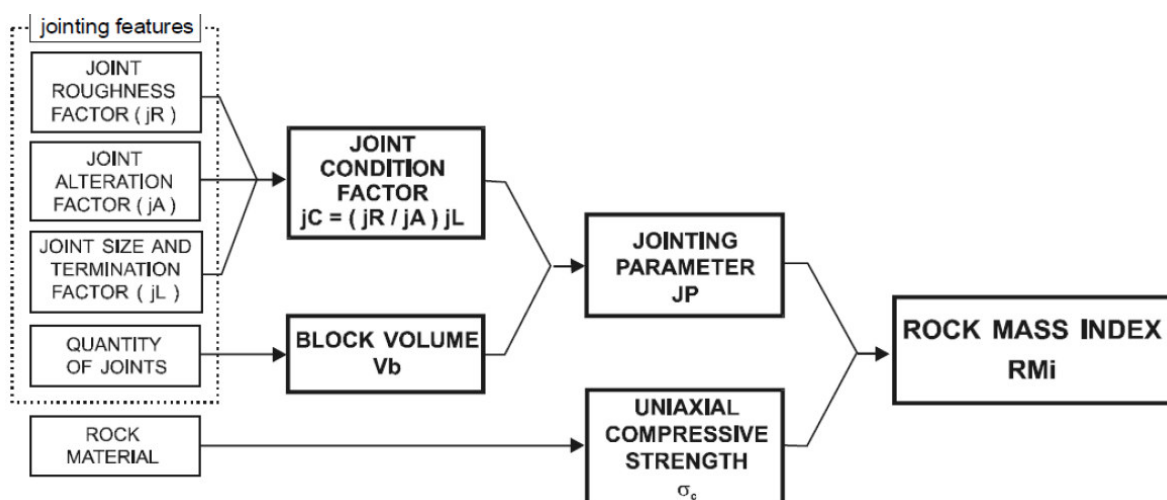 jointing features
JOINT
ROUGHNESS
FACTOR ( jR )
JOINT
ALTERATION
FACTOR ( jA )
JOINT SIZE AND
TERMINATION
FACTOR ( jL )
QUANTITY
OF JOINTS
ROCK
MATERIAL
JOINT
CONDITION
FACTOR
jC = ( jR / jA ) jL
BLOCK VOLUME
Vb
JOINTING
PARAMETER
JP
UNIAXIAL
COMPRESSIVE
STRENGTH
σc
ROCK MASS INDEX
RMi